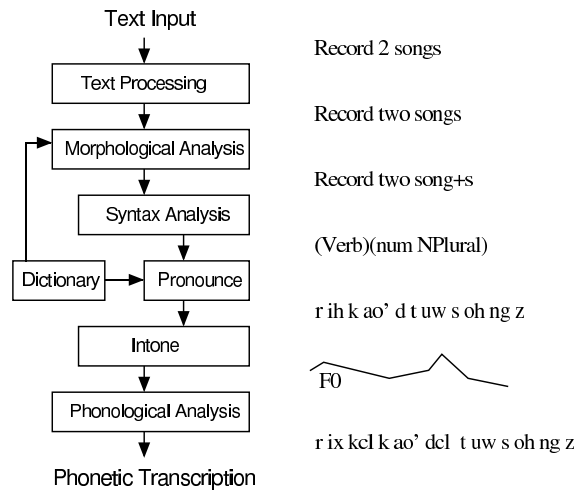 Text Input
Record 2 songs
Text Processing
Record two songs
Morphological Analysis
Record two song+s
Syntax Analysis
(Verb)(num NPlural)
Dictionary
Pronounce
r ih k ao’ d t uw s oh ng z
Intone
F0
Phonological Analysis
r ix kcl k ao’ dcl t uw s oh ng z
Phonetic Transcription